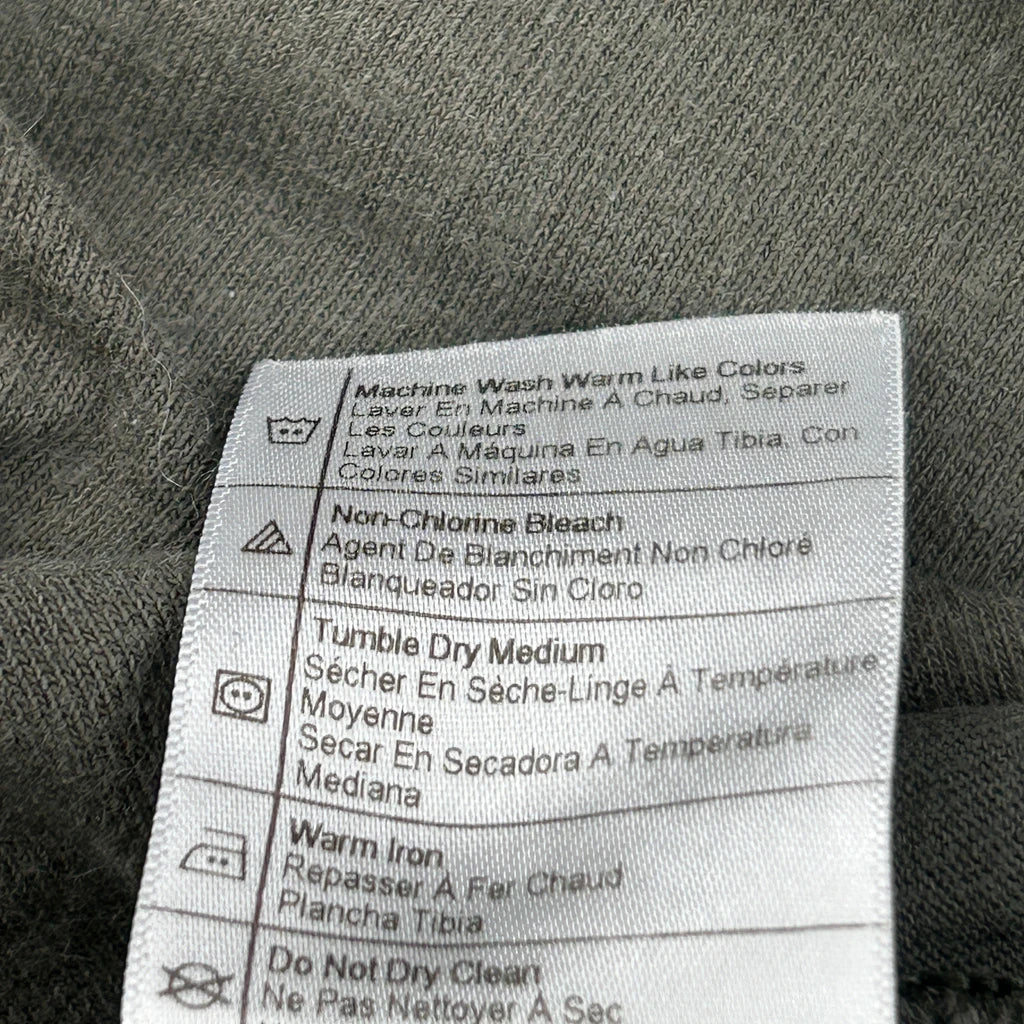 Machine Wash Warm Like Colors
Laver En Machine À Chaud, Séparer
Les Couleurs
Lavar A Máquina En Agua Tibia, Con
Colores Similares
Non-Chlorine Bleach
Agent De Blanchiment Non Chloré
Blanqueador Sin Cloro
Tumble Dry Medium
Sécher En Sèche-Linge À Température
Moyenne
Secar En Secadora A Temperatura
Mediana
Warm Iron
Repasser À Fer Chaud
Plancha Tibia
Do Not Dry Clean
Ne Pas Nettoyer À Sec